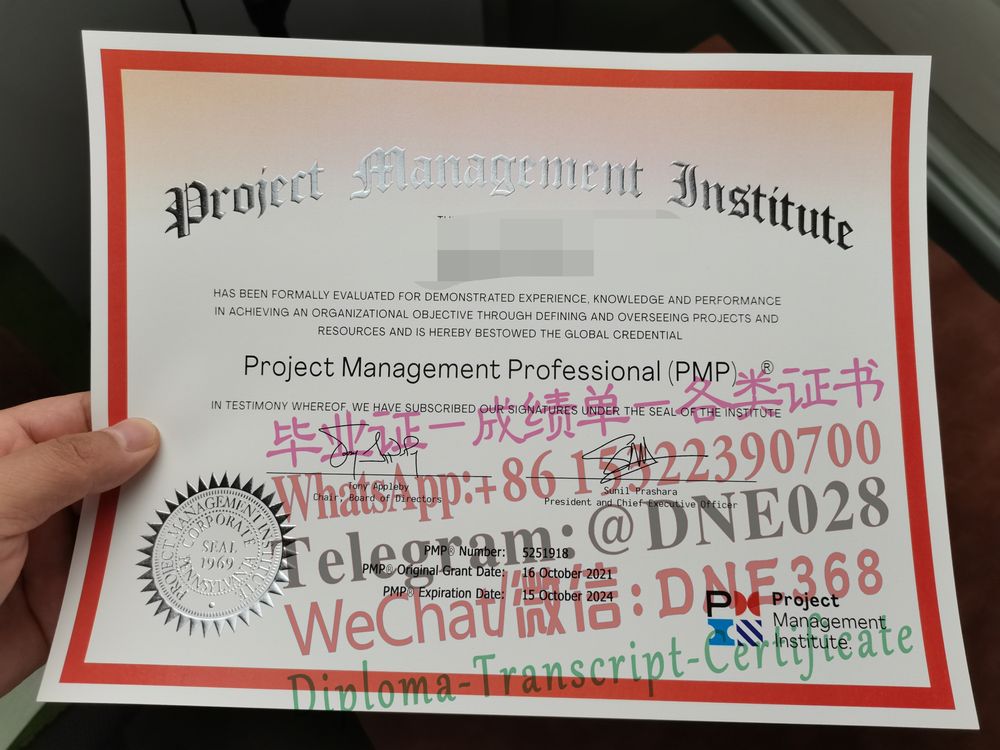 Project Management Institute
HAS BEEN FORMALLY EVALUATED FOR DEMONSTRATED EXPERIENCE, KNOWLEDGE AND PERFORMANCE
IN ACHIEVING AN ORGANIZATIONAL OBJECTIVE THROUGH DEFINING AND OVERSEEING PROJECTS AND
RESOURCES AND IS HEREBY BESTOWED THE GLOBAL CREDENTIAL
Project Management Professional (PMP) ®
毕业证-成绩单-各类证书
IN TESTIMONY WHEREOF, WE HAVE SUBSCRIBED OUR SIGNATURES UNDER THE SEAL OF THE INSTITUTE
WhatsApp:+86 15922390700
Tony Appleby
Chair, Board of Directors
Sunil Prashara
President and Chief Executive Officer
Telegram: @DNE028
PROJECT MANAGEMENT INSTITUTE
CORPORATE
SEAL
1969
PENNSYLVANIA
PMP® Number: 5251918
PMP® Original Grant Date: 16 October 2021
PMP® Expiration Date: 15 October 2024
WeChat/微信:DNE368
Project
Management
Institute.
Diploma-Transcript-Certificate